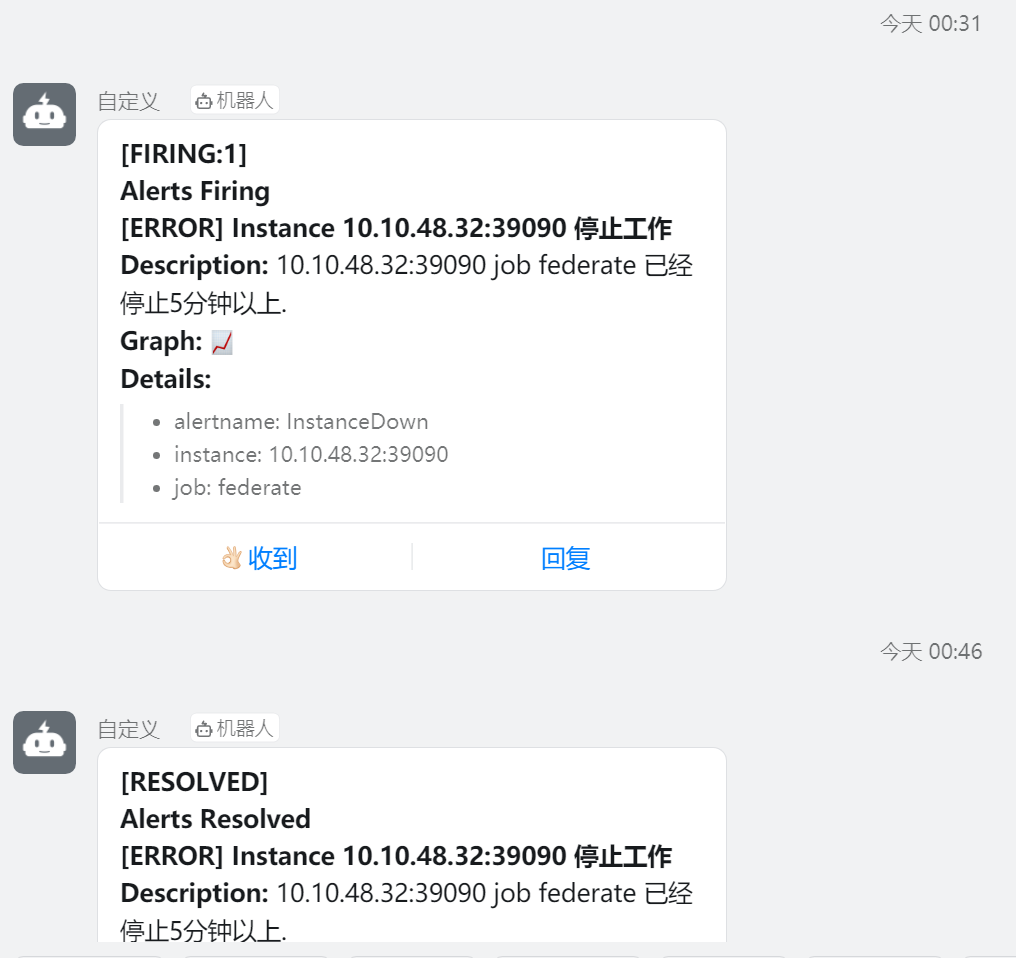 今天 00:31
自定义 机器人
[FIRING:1]
Alerts Firing
[ERROR] Instance 10.10.48.32:39090 停止工作
Description: 10.10.48.32:39090 job federate 已经
停止5分钟以上.
Graph: 📈
Details:
• alertname: InstanceDown
• instance: 10.10.48.32:39090
• job: federate
👌🏻收到 回复
今天 00:46
自定义 机器人
[RESOLVED]
Alerts Resolved
[ERROR] Instance 10.10.48.32:39090 停止工作
Description: 10.10.48.32:39090 job federate 已经
停止5分钟以上.